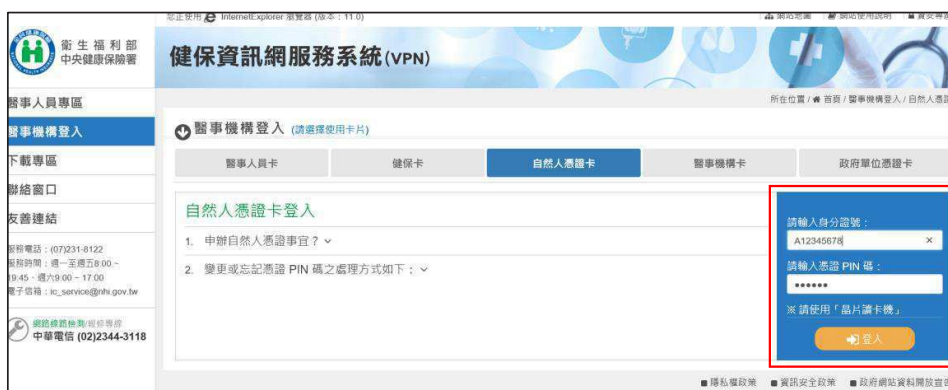 您正使用 InternetExplorer 瀏覽器 (版本：11.0)
網站地圖 網站使用說明 資安專
衛生福利部
中央健康保險署
健保資訊網服務系統(VPN)
所在位置 / 首頁 / 醫事機構登入 / 自然人憑證
醫事人員專區
醫事機構登入
下載專區
聯絡窗口
友善連結
服務電話：(07)231-8122
服務時間：週一至週五8:00 ~
19:45，週六9:00 ~ 17:00
電子信箱：ic_service@nhi.gov.tw
網路線路檢測/報修專線
中華電信 (02)2344-3118
醫事機構登入 (請選擇使用卡片)
醫事人員卡 健保卡 自然人憑證卡 醫事機構卡 政府單位憑證卡
自然人憑證卡登入
1. 申辦自然人憑證事宜？
2. 變更或忘記憑證 PIN 碼之處理方式如下：
請輸入身分證號：
A12345678
請輸入憑證 PIN 碼：
••••••
※ 請使用「晶片讀卡機」
登入
隱私權政策 資訊安全政策 政府網站資料開放宣